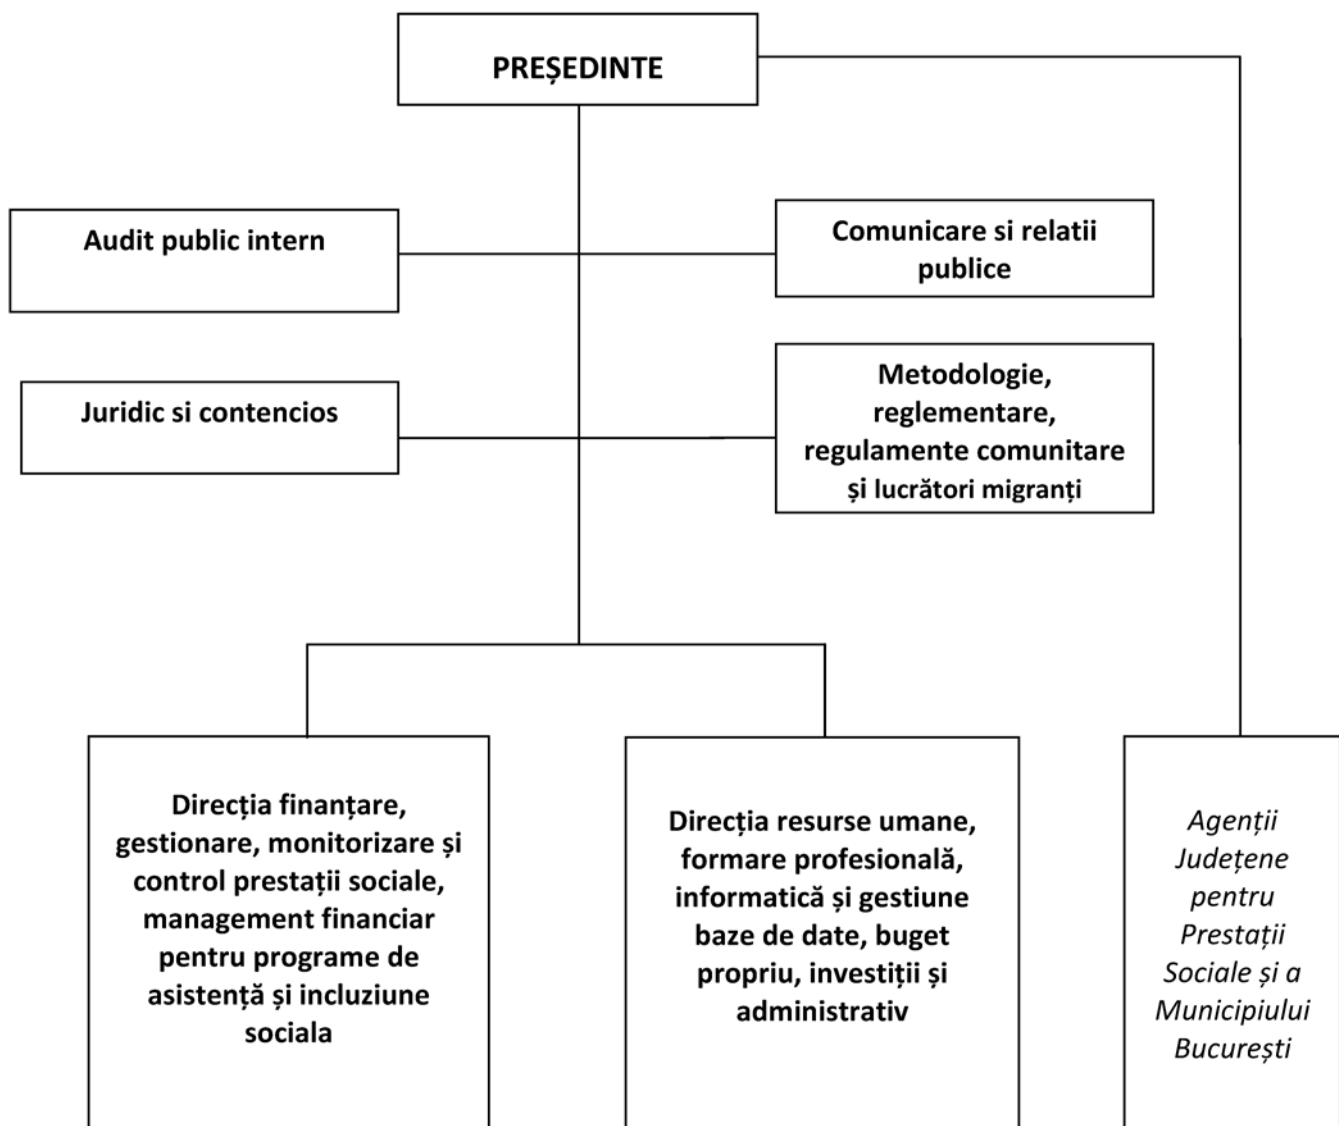 PREȘEDINTE
Audit public intern
Comunicare si relatii
publice
Juridic si contencios
Metodologie,
reglementare,
regulamente comunitare
și lucrători migranți
Direcția finanțare,
gestionare, monitorizare și
control prestații sociale,
management financiar
pentru programe de
asistență și incluziune
sociala
Direcția resurse umane,
formare profesională,
informatică și gestiune
baze de date, buget
propriu, investiții și
administrativ
Agenții
Județene
pentru
Prestații
Sociale și a
Municipiului
București